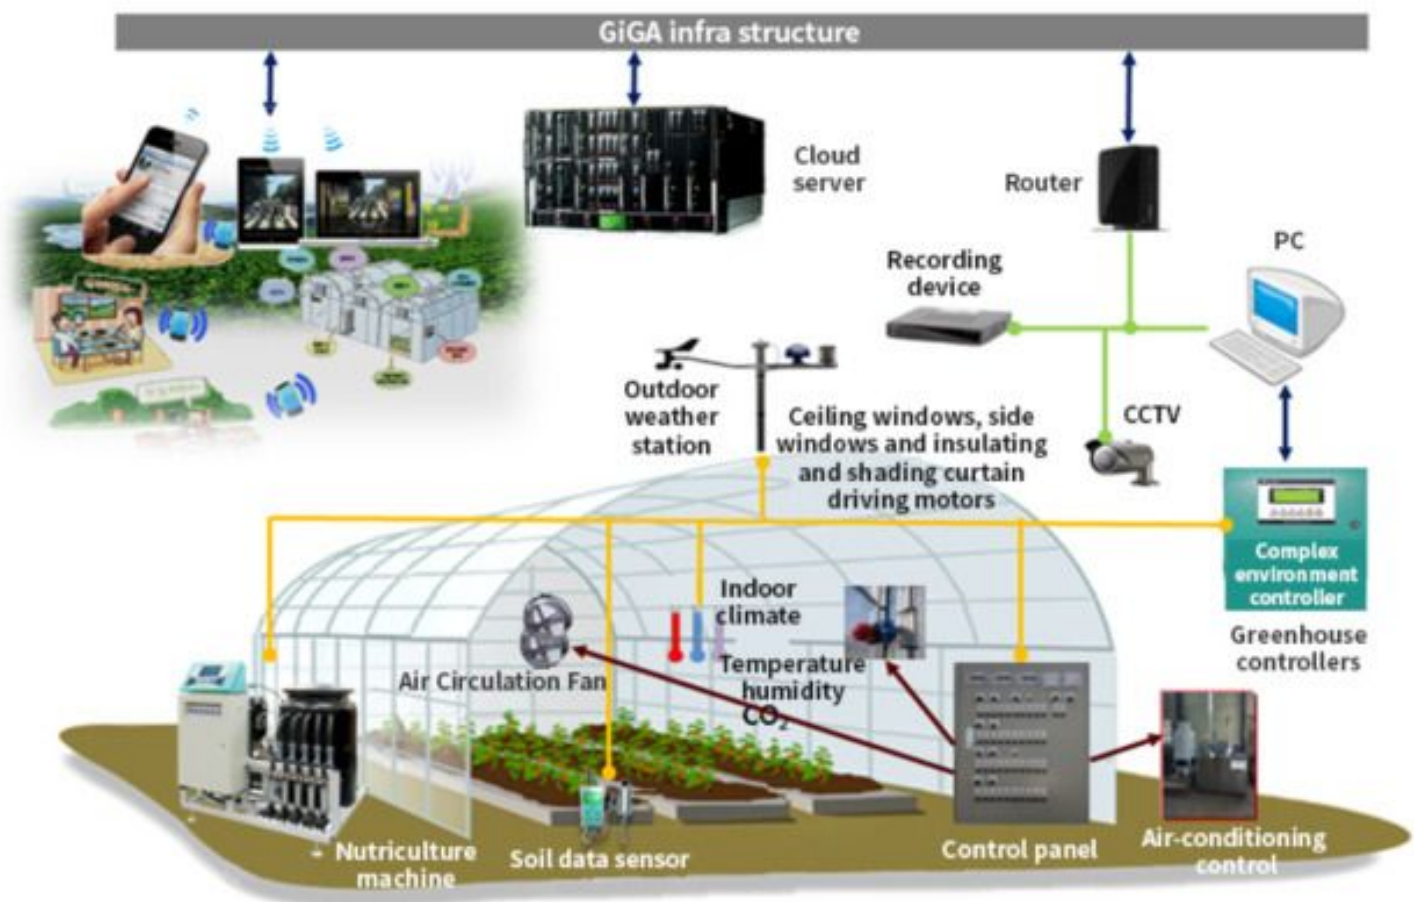 GiGA infra structure
Cloud
server
Router
PC
Recording
device
Outdoor
weather
station
Ceiling windows, side
windows and insulating
and shading curtain
driving motors
CCTV
Complex
environment
controller
Greenhouse
controllers
Indoor
climate
Temperature
humidity
CO₂
Air Circulation Fan
Nutriculture
machine
Soil data sensor
Control panel
Air-conditioning
control